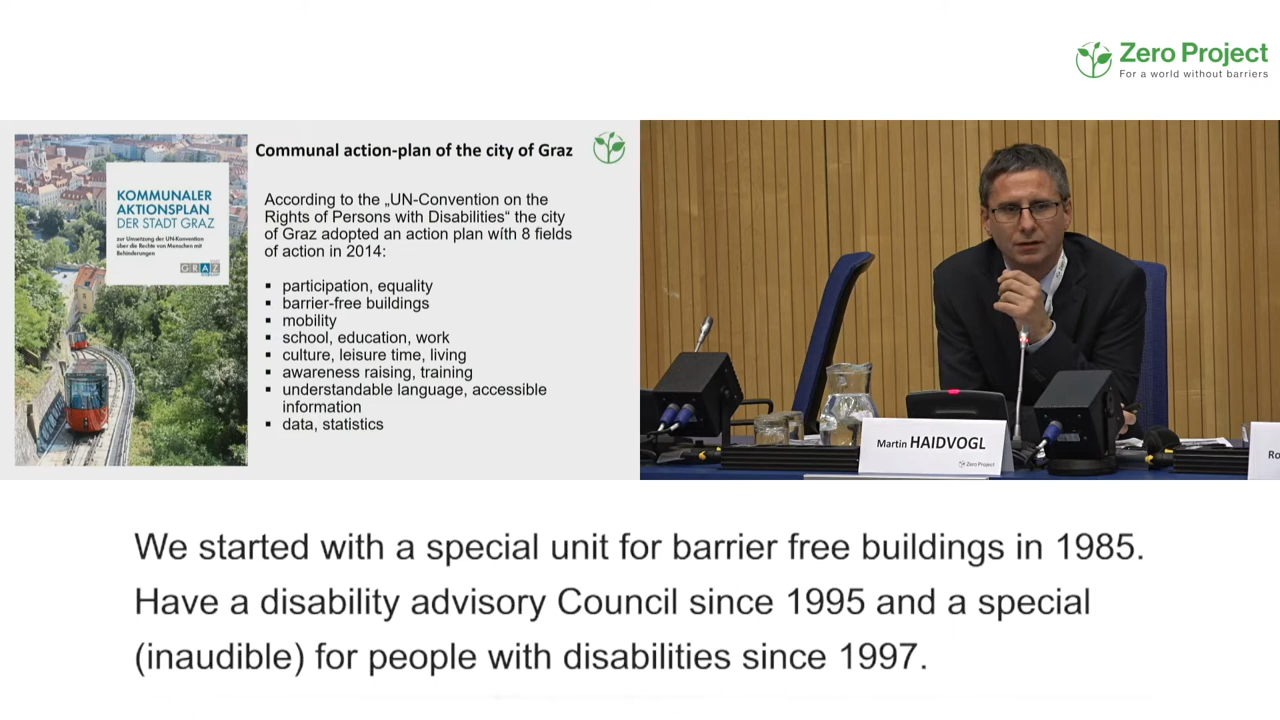 Zero Project
For a world without barriers
Communal action-plan of the city of Graz
KOMMUNALER
AKTIONSPLAN
DER STADT GRAZ
zur Umsetzung der UN-Konvention
über die Rechte von Menschen mit
Behinderungen
GRAZ
According to the „UN-Convention on the
Rights of Persons with Disabilities“ the city
of Graz adopted an action plan wíth 8 fields
of action in 2014:
▪ participation, equality
▪ barrier-free buildings
▪ mobility
▪ school, education, work
▪ culture, leisure time, living
▪ awareness raising, training
▪ understandable language, accessible
information
▪ data, statistics
Martin HAIDVOGL
Zero Project
Ro
We started with a special unit for barrier free buildings in 1985.
Have a disability advisory Council since 1995 and a special
(inaudible) for people with disabilities since 1997.